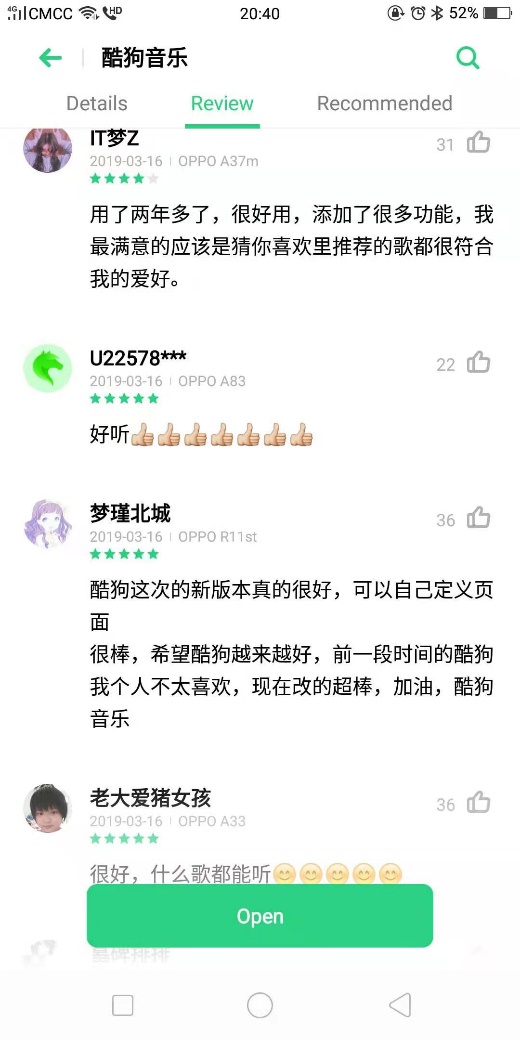 4G CMCC HD 20:40 52%
酷狗音乐
Details Review Recommended
IT梦Z
2019-03-16 OPPO A37m 31
用了两年多了，很好用，添加了很多功能，我
最满意的应该是猜你喜欢里推荐的歌都很符合
我的爱好。
U22578***
2019-03-16 OPPO A83 22
好听👍👍👍👍👍👍👍
梦瑾北城
2019-03-16 OPPO R11st 36
酷狗这次的新版本真的很好，可以自己定义页
面
很棒，希望酷狗越来越好，前一段时间的酷狗
我个人不太喜欢，现在改的超棒，加油，酷狗
音乐
老大爱猪女孩
2019-03-16 OPPO A33 36
很好，什么歌都能听😊😊😊😊😊
Open